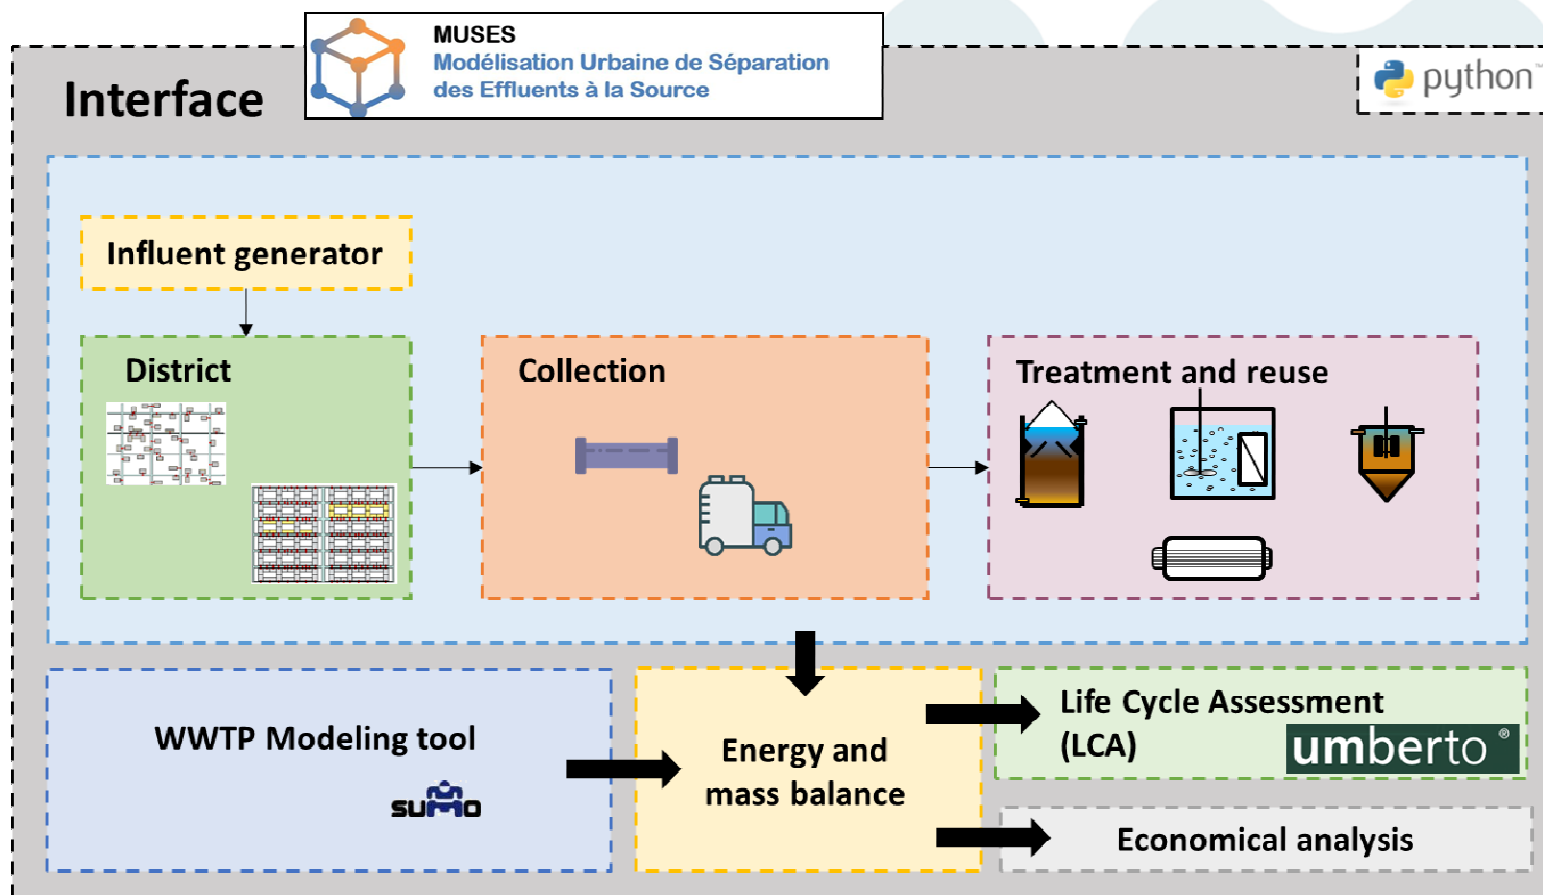 MUSES
Modélisation Urbaine de Séparation
des Effluents à la Source
Interface
python™
Influent generator
District
Collection
Treatment and reuse
WWTP Modeling tool
sumo
Energy and
mass balance
Life Cycle Assessment
(LCA)
umberto®
Economical analysis